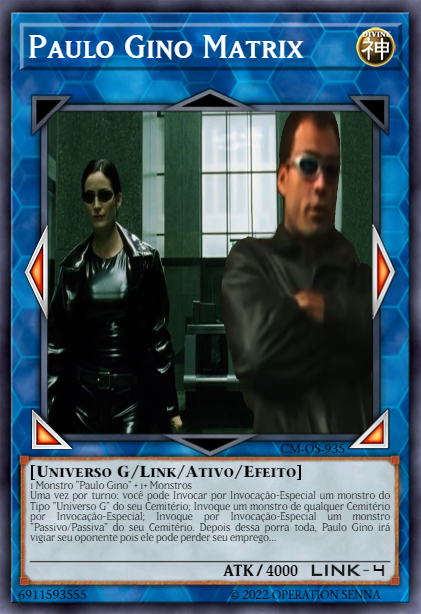 Paulo Gino Matrix
DIVINE
神
CM-OS-935
[Universo G/Link/Ativo/Efeito]
1 Monstro "Paulo Gino" + 1+ Monstros
Uma vez por turno: você pode Invocar por Invocação-Especial um monstro do
Tipo "Universo G" do seu Cemitério; Invoque um monstro de qualquer Cemitério
por Invocação-Especial; Invoque por Invocação-Especial um monstro
"Passivo/Passiva" do seu Cemitério. Depois dessa porra toda, Paulo Gino irá
vigiar seu oponente pois ele pode perder seu emprego...
ATK/4000 LINK-4
6911593555 ©2022 OPERATION SENNA